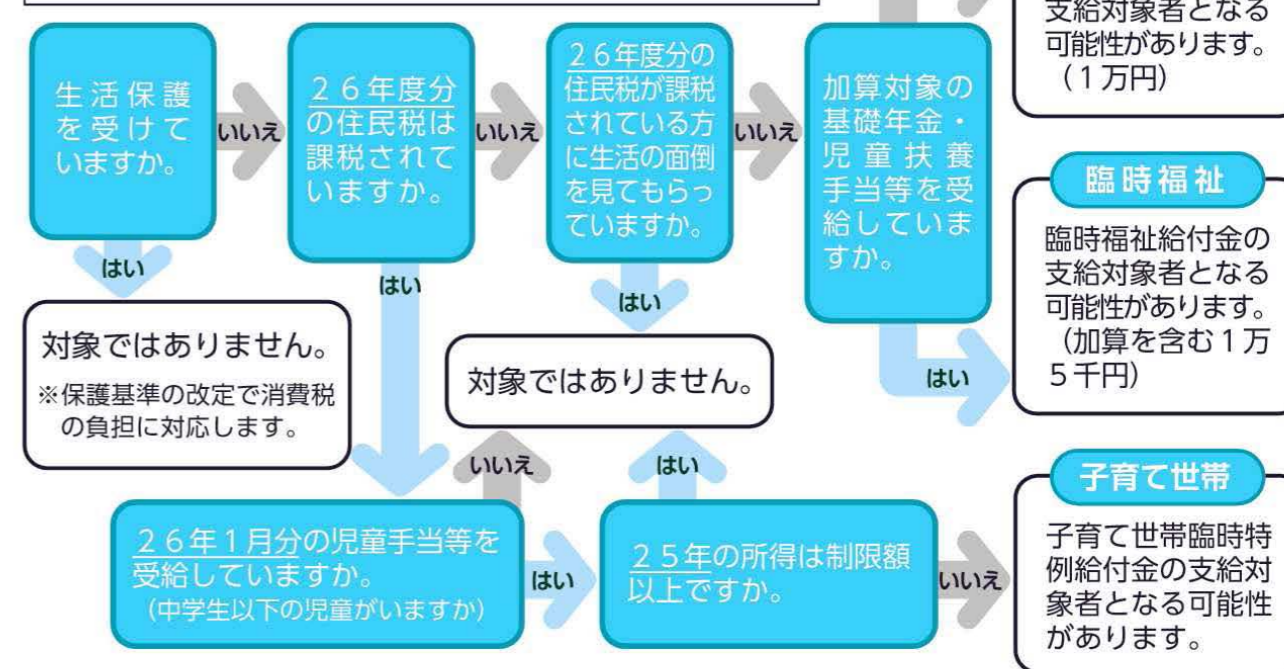 生活保護
を受けて
いますか。
いいえ
２６年度分
の住民税は
課税されて
いますか。
いいえ
２６年度分の
住民税が課税
されている方
に生活の面倒
を見てもらっ
ていますか。
いいえ
加算対象の
基礎年金・
児童扶養
手当等を受
給していま
すか。
支給対象者となる
可能性があります。
（１万円）
はい
はい
はい
はい
臨時福祉
臨時福祉給付金の
支給対象者となる
可能性があります。
（加算を含む１万
５千円）
対象ではありません。
※保護基準の改定で消費税
の負担に対応します。
対象ではありません。
いいえ
はい
２６年１月分の児童手当等を
受給していますか。
（中学生以下の児童がいますか）
はい
２５年の所得は制限額
以上ですか。
いいえ
子育て世帯
子育て世帯臨時特
例給付金の支給対
象者となる可能性
があります。